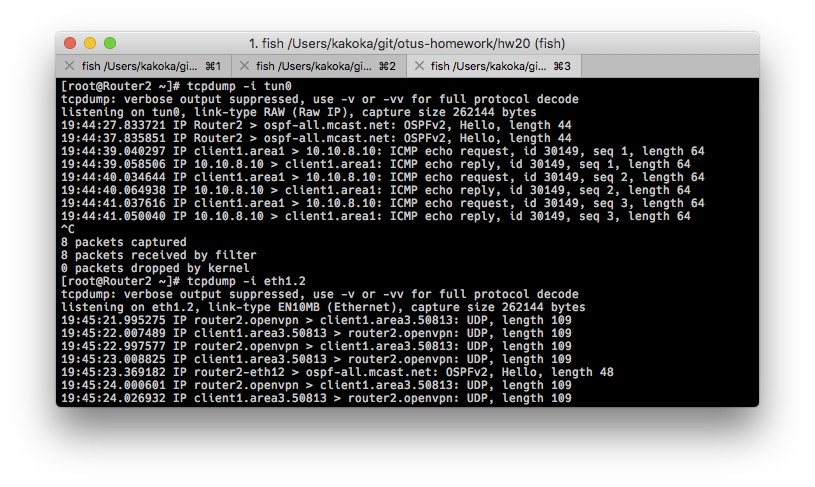 1. fish /Users/kakoka/git/otus-homework/hw20 (fish)
fish /Users/kakoka/gi... ⌘1 fish /Users/kakoka/gi... ⌘2 fish /Users/kakoka/gi... ⌘3
[root@Router2 ~]# tcpdump -i tun0
tcpdump: verbose output suppressed, use -v or -vv for full protocol decode
listening on tun0, link-type RAW (Raw IP), capture size 262144 bytes
19:44:27.833721 IP Router2 > ospf-all.mcast.net: OSPFv2, Hello, length 44
19:44:37.835851 IP Router2 > ospf-all.mcast.net: OSPFv2, Hello, length 44
19:44:39.040297 IP client1.area1 > 10.10.8.10: ICMP echo request, id 30149, seq 1, length 64
19:44:39.058506 IP 10.10.8.10 > client1.area1: ICMP echo reply, id 30149, seq 1, length 64
19:44:40.034644 IP client1.area1 > 10.10.8.10: ICMP echo request, id 30149, seq 2, length 64
19:44:40.064938 IP 10.10.8.10 > client1.area1: ICMP echo reply, id 30149, seq 2, length 64
19:44:41.037616 IP client1.area1 > 10.10.8.10: ICMP echo request, id 30149, seq 3, length 64
19:44:41.050040 IP 10.10.8.10 > client1.area1: ICMP echo reply, id 30149, seq 3, length 64
^C
8 packets captured
8 packets received by filter
0 packets dropped by kernel
[root@Router2 ~]# tcpdump -i eth1.2
tcpdump: verbose output suppressed, use -v or -vv for full protocol decode
listening on eth1.2, link-type EN10MB (Ethernet), capture size 262144 bytes
19:45:21.995275 IP router2.openvpn > client1.area3.50813: UDP, length 109
19:45:22.007489 IP client1.area3.50813 > router2.openvpn: UDP, length 109
19:45:22.997577 IP router2.openvpn > client1.area3.50813: UDP, length 109
19:45:23.008825 IP client1.area3.50813 > router2.openvpn: UDP, length 109
19:45:23.369182 IP router2-eth12 > ospf-all.mcast.net: OSPFv2, Hello, length 48
19:45:24.000601 IP router2.openvpn > client1.area3.50813: UDP, length 109
19:45:24.026932 IP client1.area3.50813 > router2.openvpn: UDP, length 109